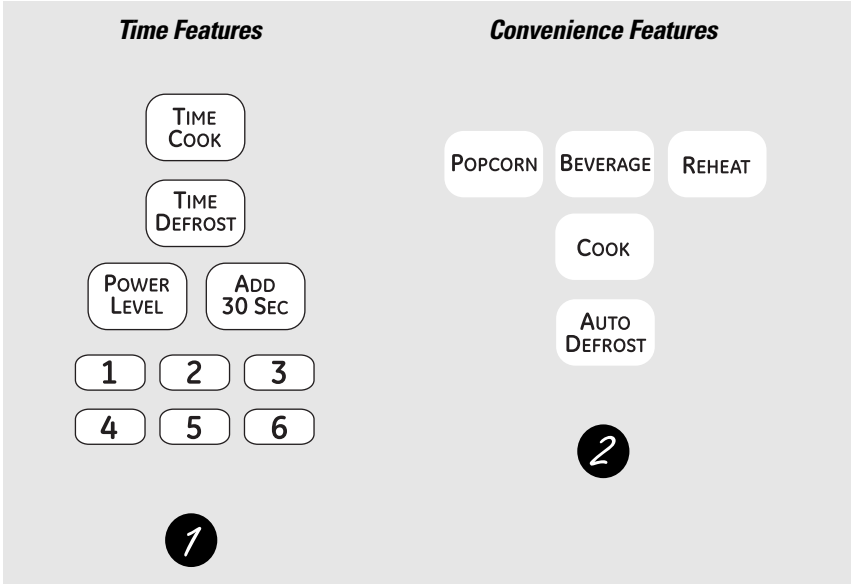 Time Features
Time
Cook
Time
Defrost
Power
Level
Add
30 Sec
1 2 3
4 5 6
1
Convenience Features
Popcorn Beverage Reheat
Cook
Auto
Defrost
2